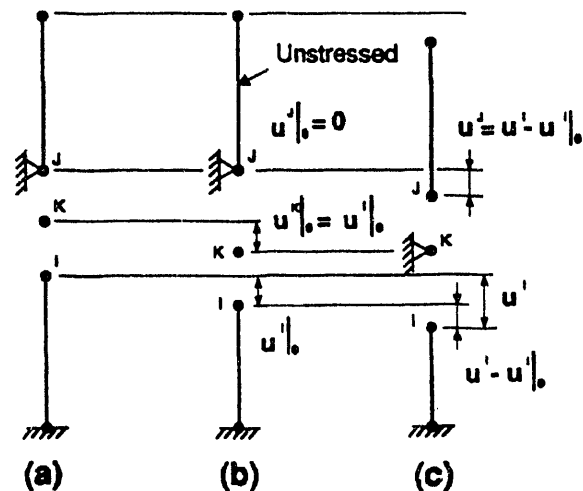 Unstressed
u^J|₀ = 0
u^J = u^I - u^I|₀
J
J
J
K
u^K|₀ = u^I|₀
K
K
I
I
u^I|₀
I
u^I
u^I - u^I|₀
(a)
(b)
(c)